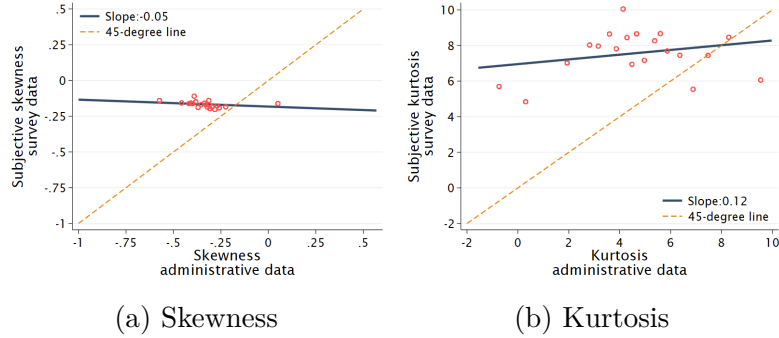 Subjective skewness
survey data
.5
.25
0
-.25
-.5
-.75
-1
Slope:-0.05
45-degree line
-1 -.75 -.5 -.25 0 .25 .5
Skewness
administrative data
(a) Skewness
Subjective kurtosis
survey data
10
8
6
4
2
0
-2
Slope:0.12
45-degree line
-2 0 2 4 6 8 10
Kurtosis
administrative data
(b) Kurtosis